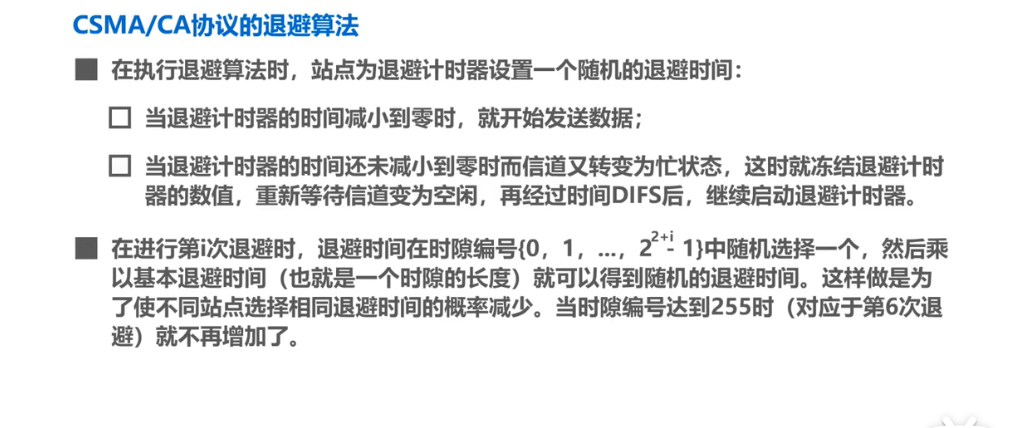 CSMA/CA协议的退避算法
在执行退避算法时，站点为退避计时器设置一个随机的退避时间：
当退避计时器的时间减小到零时，就开始发送数据；
当退避计时器的时间还未减小到零时而信道又转变为忙状态，这时就冻结退避计时
器的数值，重新等待信道变为空闲，再经过时间DIFS后，继续启动退避计时器。
在进行第i次退避时，退避时间在时隙编号{0，1，…，2^{2+i} - 1}中随机选择一个，然后乘
以基本退避时间（也就是一个时隙的长度）就可以得到随机的退避时间。这样做是为
了使不同站点选择相同退避时间的概率减少。当时隙编号达到255时（对应于第6次退
避）就不再增加了。